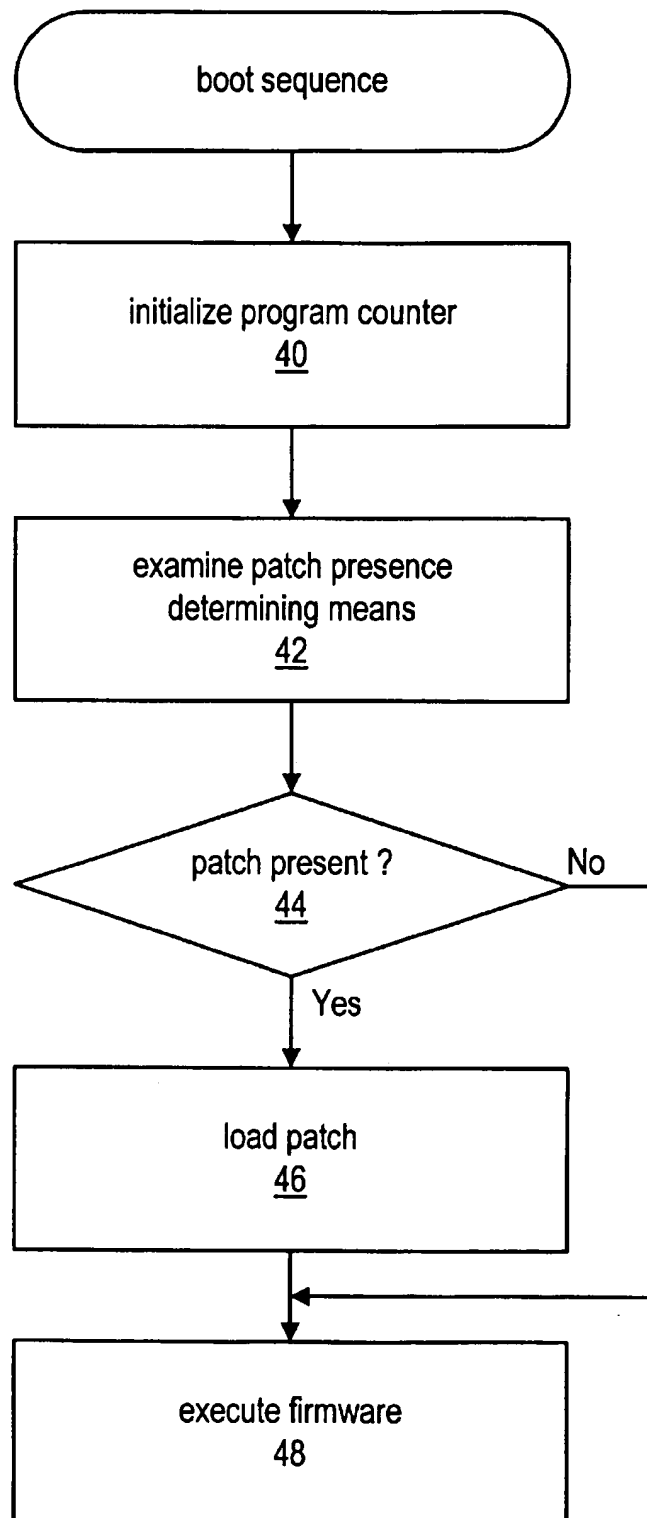 boot sequence
initialize program counter
40
examine patch presence
determining means
42
patch present ?
44
No
Yes
load patch
46
execute firmware
48